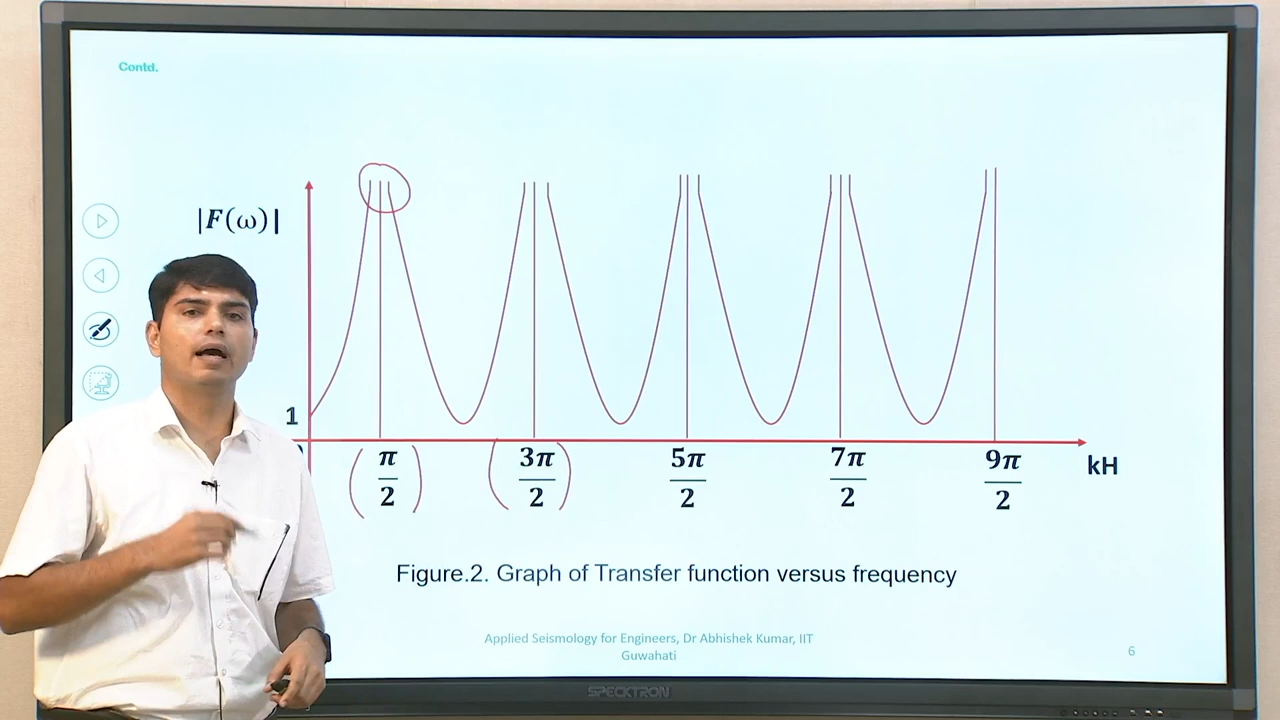 Contd.
|F(ω)|
1
π/2
3π/2
5π/2
7π/2
9π/2
kH
Figure.2. Graph of Transfer function versus frequency
Applied Seismology for Engineers, Dr Abhishek Kumar, IIT
Guwahati
6
SPECKTRON